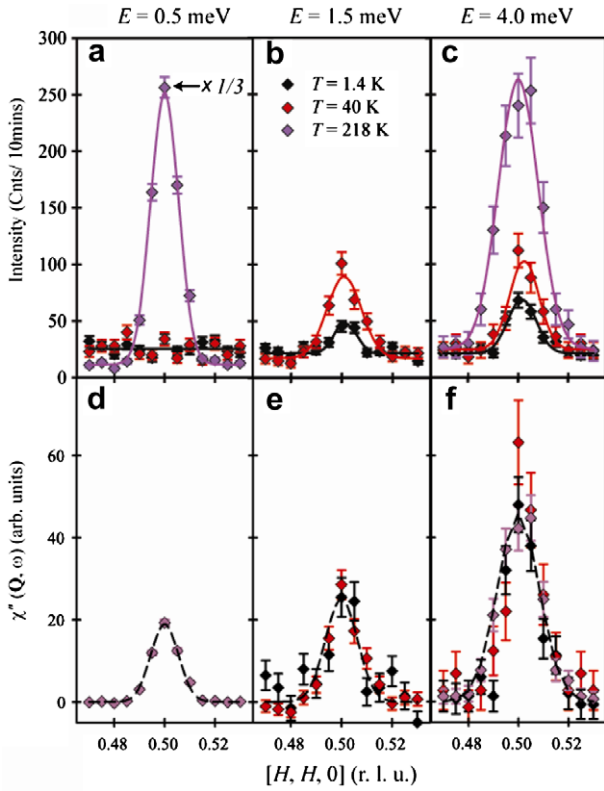 E = 0.5 meV E = 1.5 meV E = 4.0 meV
300
250
200
150
100
50
0
Intensity (Cnts/ 10mins)
a
x 1/3
b
T = 1.4 K
T = 40 K
T = 218 K
c
60
40
20
0
χ″ (Q, ω) (arb. units)
d
e
f
0.48 0.50 0.52 0.48 0.50 0.52 0.48 0.50 0.52
[H, H, 0] (r. l. u.)